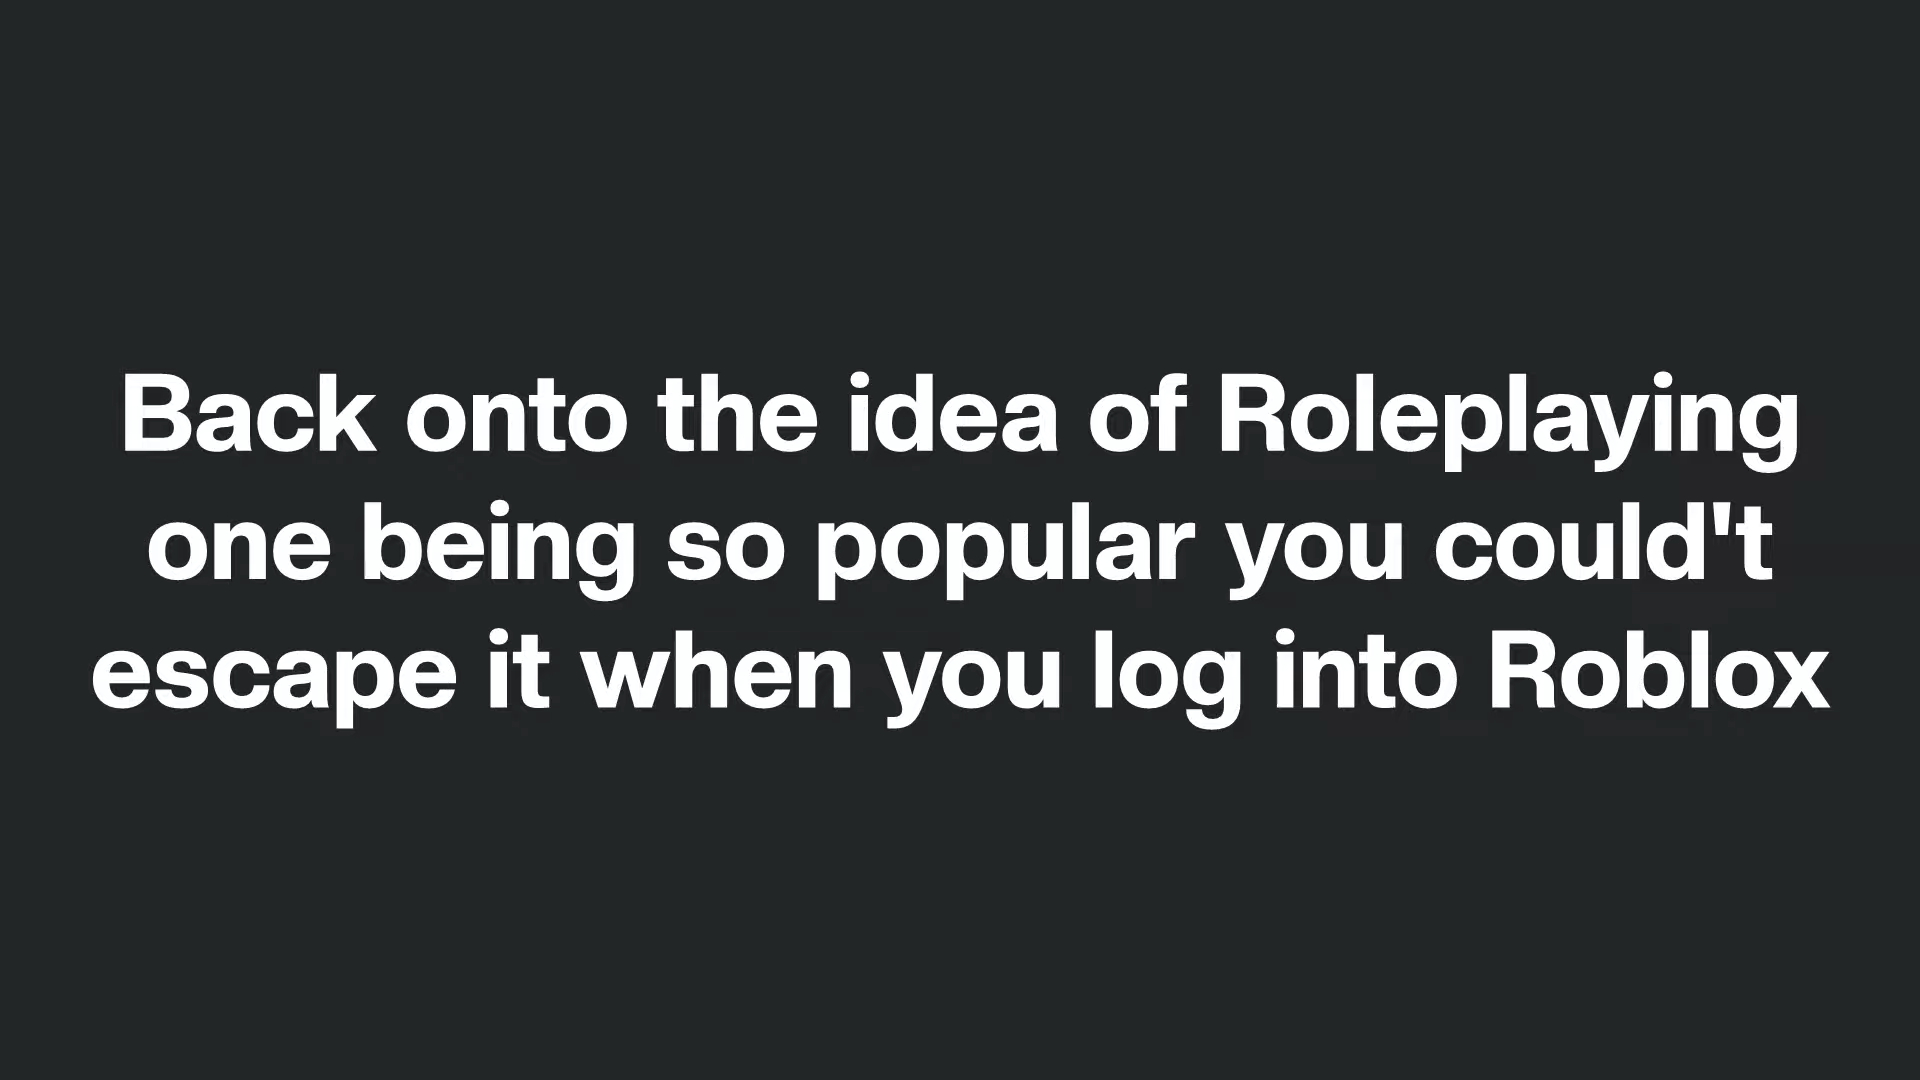 Back onto the idea of Roleplaying
one being so popular you could't
escape it when you log into Roblox